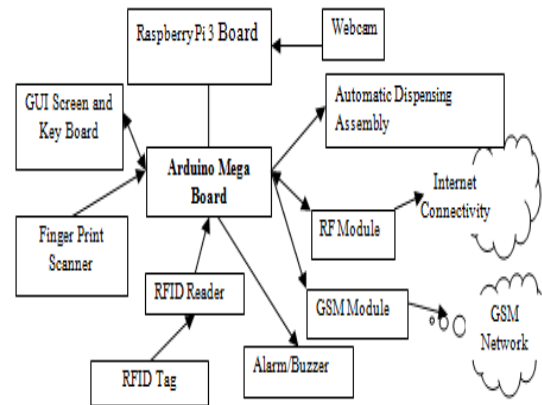 Raspberry Pi 3 Board
Webcam
GUI Screen and
Key Board
Automatic Dispensing
Assembly
Arduino Mega
Board
Internet
Connectivity
Finger Print
Scanner
RF Module
RFID Reader
GSM Module
GSM
Network
RFID Tag
Alarm/Buzzer